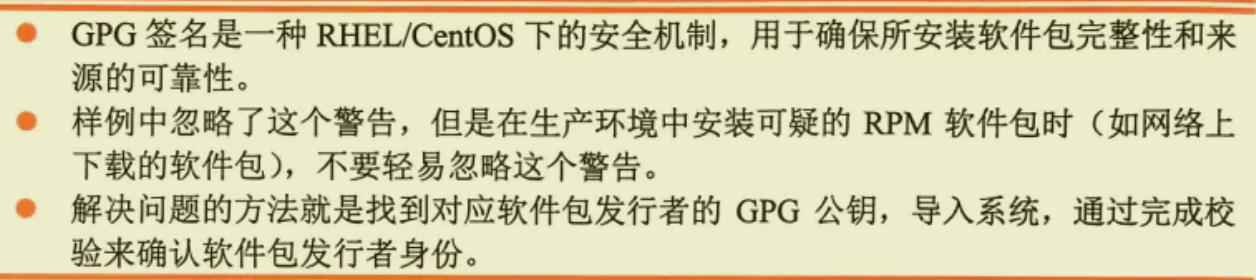 ● GPG 签名是一种 RHEL/CentOS 下的安全机制，用于确保所安装软件包完整性和来
源的可靠性。
● 样例中忽略了这个警告，但是在生产环境中安装可疑的 RPM 软件包时（如网络上
下载的软件包），不要轻易忽略这个警告。
● 解决问题的方法就是找到对应软件包发行者的 GPG 公钥，导入系统，通过完成校
验来确认软件包发行者身份。